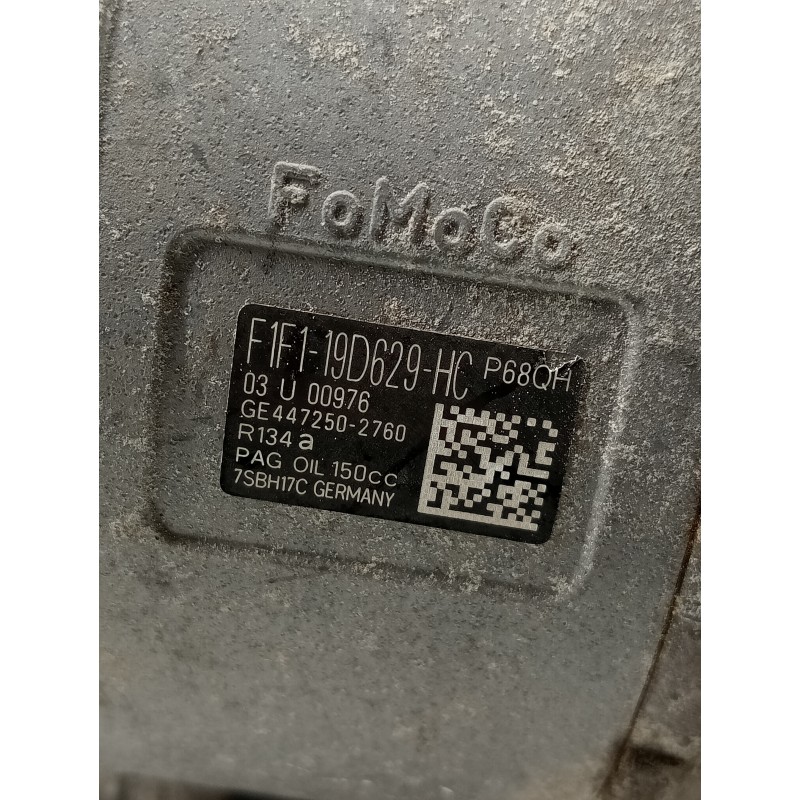 FoMoCo
F1F1-19D629-HC P68QH
03 U 00976
GE447250-2760
R134a
PAG OIL 150CC
7SBH17C GERMANY